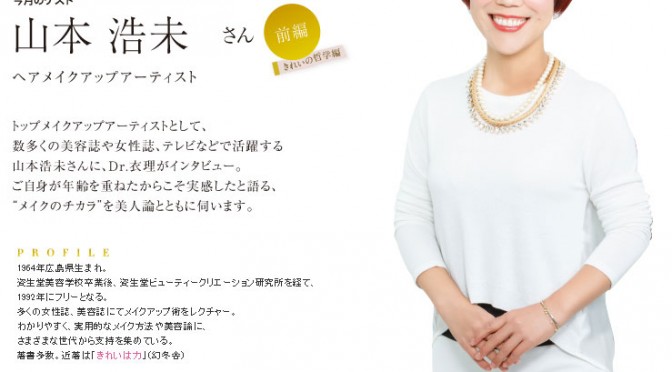 今月のゲスト
山本 浩未 さん
前編
きれいの哲学編
ヘアメイクアップアーティスト
トップメイクアップアーティストとして、
数多くの美容誌や女性誌、テレビなどで活躍する
山本浩未さんに、Dr.衣理がインタビュー。
ご自身が年齢を重ねたからこそ実感したと語る、
“メイクのチカラ”を美人論とともに伺います。
PROFILE
1964年広島県生まれ。
資生堂美容学校卒業後、資生堂ビューティークリエーション研究所を経て、
1992年にフリーとなる。
多くの女性誌、美容誌にてメイクアップ術をレクチャー。
わかりやすく、実用的なメイク方法や美容論に、
さまざまな世代から支持を集めている。
著書多数。近著は「きれいは力」(幻冬舎)